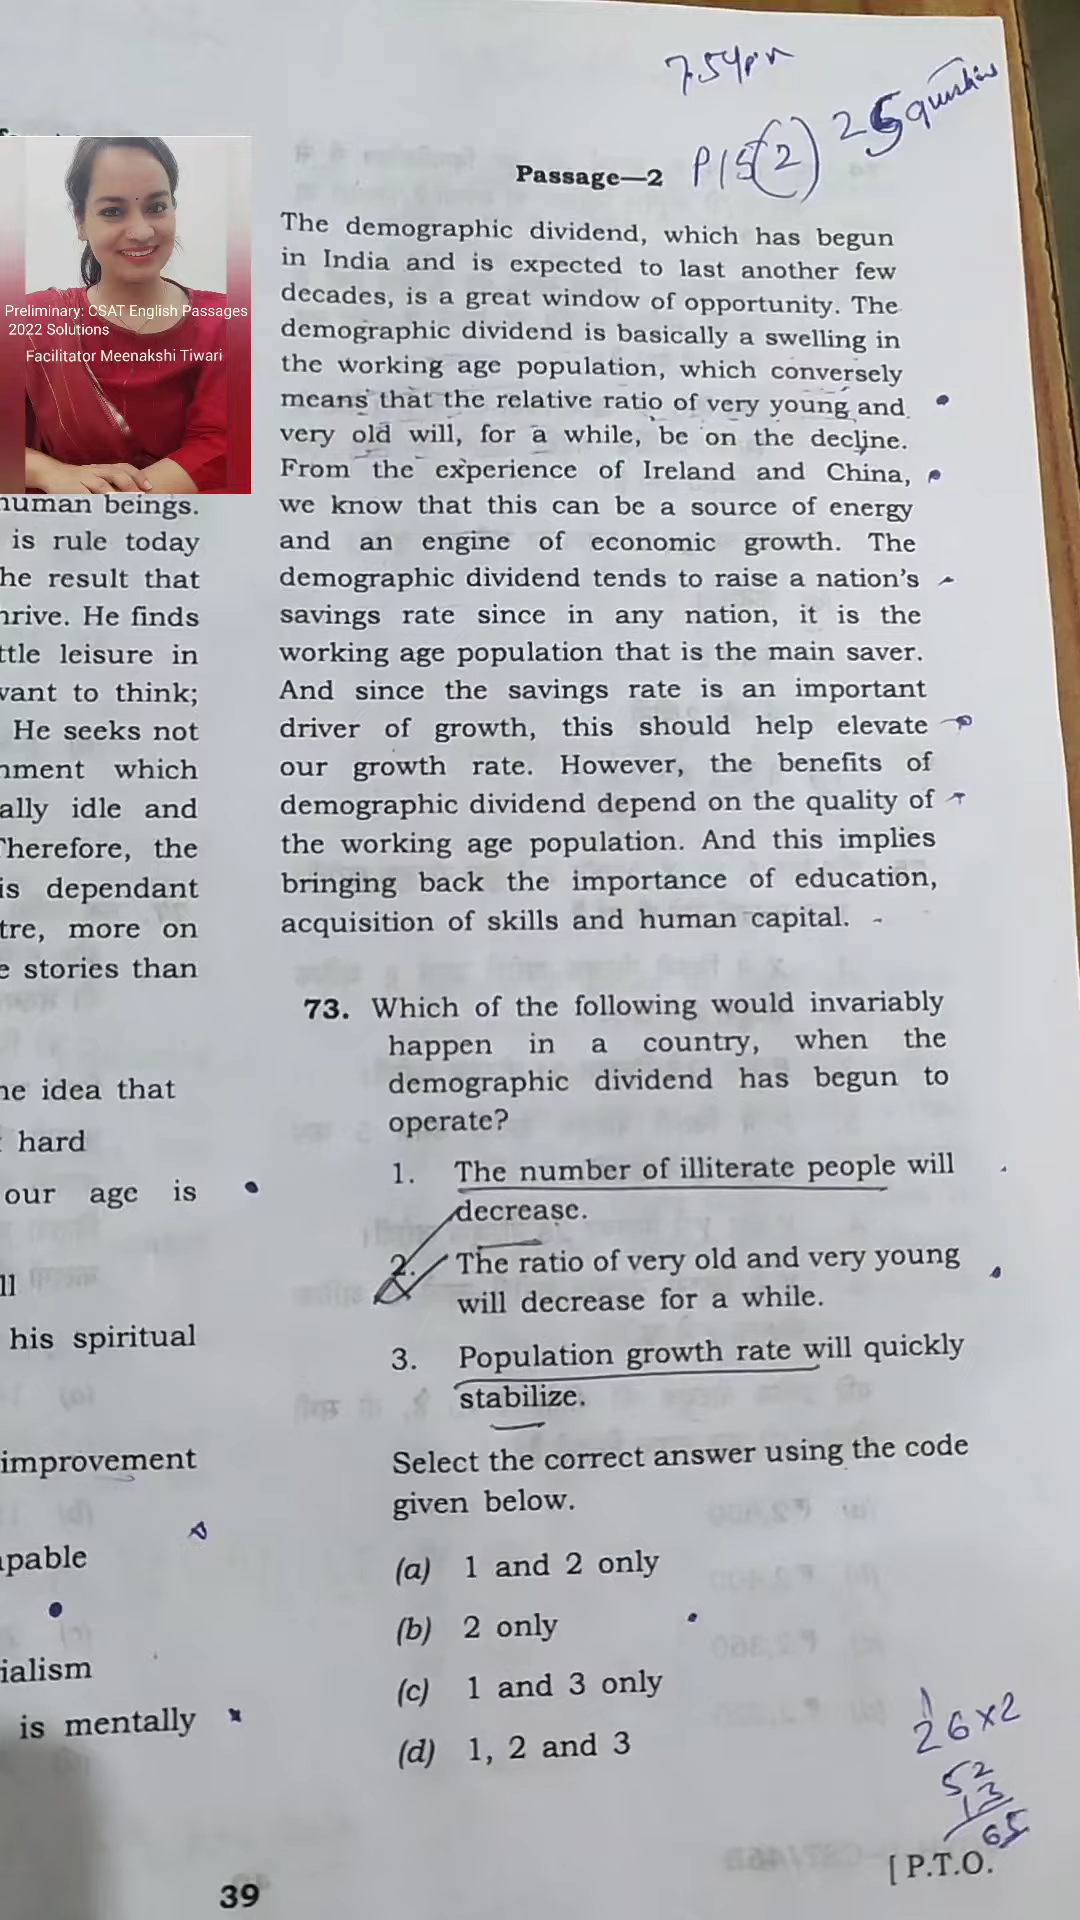 7.54pm
25 questions
P15(2)
Passage—2
The demographic dividend, which has begun
in India and is expected to last another few
decades, is a great window of opportunity. The
demographic dividend is basically a swelling in
the working age population, which conversely
means that the relative ratio of very young and
very old will, for a while, be on the decline.
From the experience of Ireland and China,
we know that this can be a source of energy
and an engine of economic growth. The
demographic dividend tends to raise a nation's
savings rate since in any nation, it is the
working age population that is the main saver.
And since the savings rate is an important
driver of growth, this should help elevate
our growth rate. However, the benefits of
demographic dividend depend on the quality of
the working age population. And this implies
bringing back the importance of education,
acquisition of skills and human capital.
73. Which of the following would invariably
happen in a country, when the
demographic dividend has begun to
operate?
1. The number of illiterate people will
decrease.
2. The ratio of very old and very young
will decrease for a while.
3. Population growth rate will quickly
stabilize.
Select the correct answer using the code
given below.
(a) 1 and 2 only
(b) 2 only
(c) 1 and 3 only
(d) 1, 2 and 3
26×2
52
13
65
[ P.T.O.
39
Preliminary: CSAT English Passages
2022 Solutions
Facilitator Meenakshi Tiwari
human beings.
is rule today
he result that
hrive. He finds
ttle leisure in
want to think;
He seeks not
nment which
ally idle and
Therefore, the
is dependant
tre, more on
e stories than
he idea that
hard
our age is
ll
his spiritual
improvement
apable
ialism
is mentally